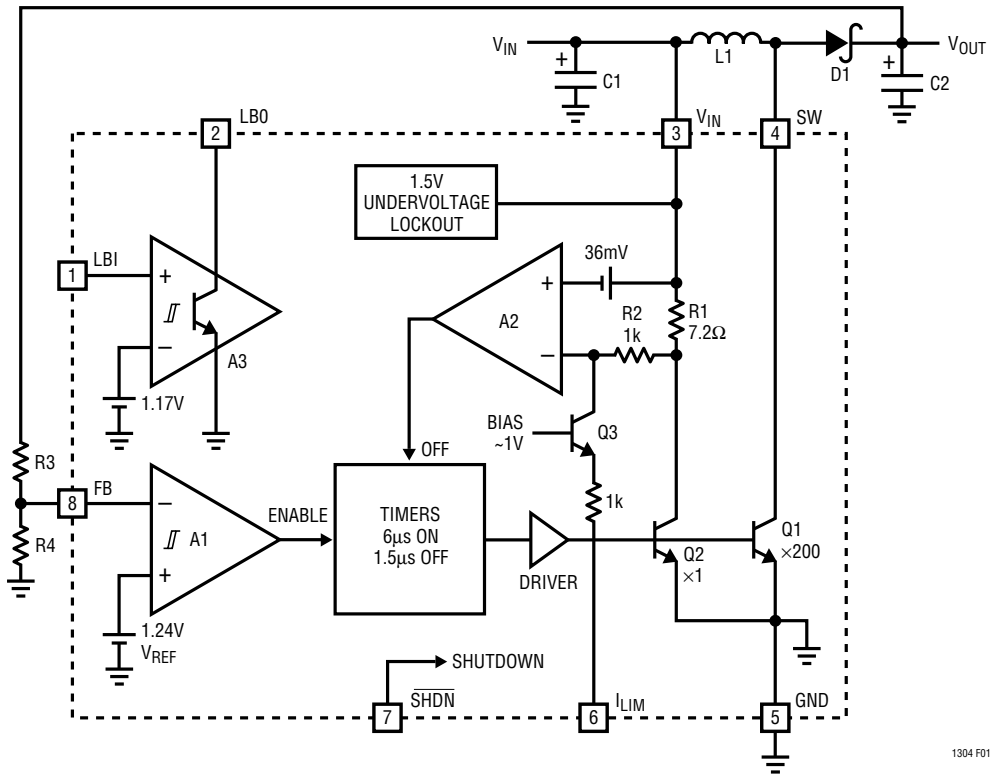 VIN
L1
D1
VOUT
+
C1
+
C2
2
LB0
3
VIN
4
SW
1.5V
UNDERVOLTAGE
LOCKOUT
1
LBI
+
−
A3
1.17V
36mV
+
A2
−
R2
1k
R1
7.2Ω
BIAS
~1V
Q3
OFF
R3
8
FB
R4
−
A1
+
ENABLE
TIMERS
6µs ON
1.5µs OFF
1k
DRIVER
Q2
×1
Q1
×200
1.24V
VREF
SHUTDOWN
7
SHDN
6
ILIM
5
GND
1304 F01